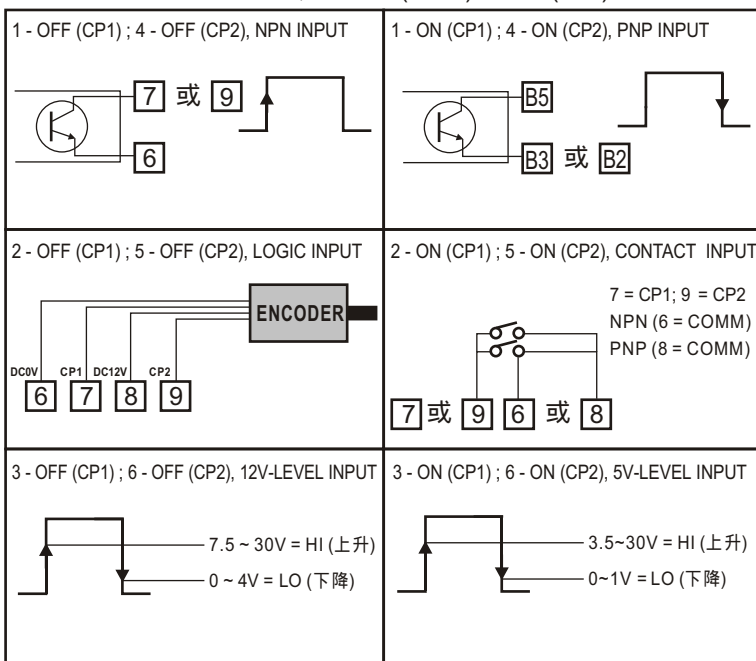 1 - OFF (CP1) ; 4 - OFF (CP2), NPN INPUT
7 或 9
6
1 - ON (CP1) ; 4 - ON (CP2), PNP INPUT
B5
B3 或 B2
2 - OFF (CP1) ; 5 - OFF (CP2), LOGIC INPUT
ENCODER
DC0V CP1 DC12V CP2
6 7 8 9
2 - ON (CP1) ; 5 - ON (CP2), CONTACT INPUT
7 = CP1; 9 = CP2
NPN (6 = COMM)
PNP (8 = COMM)
7 或 9 6 或 8
3 - OFF (CP1) ; 6 - OFF (CP2), 12V-LEVEL INPUT
7.5 ~ 30V = HI (上升)
0 ~ 4V = LO (下降)
3 - ON (CP1) ; 6 - ON (CP2), 5V-LEVEL INPUT
3.5~30V = HI (上升)
0~1V = LO (下降)